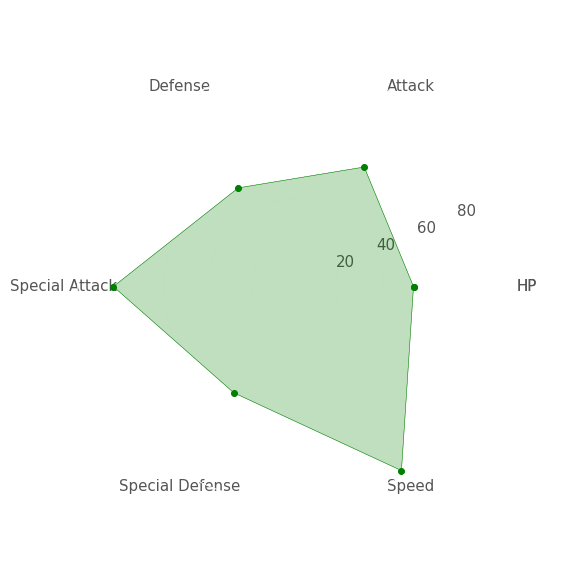 Defense
Attack
80
60
40
20
Special Attack
HP
Special Defense
Speed